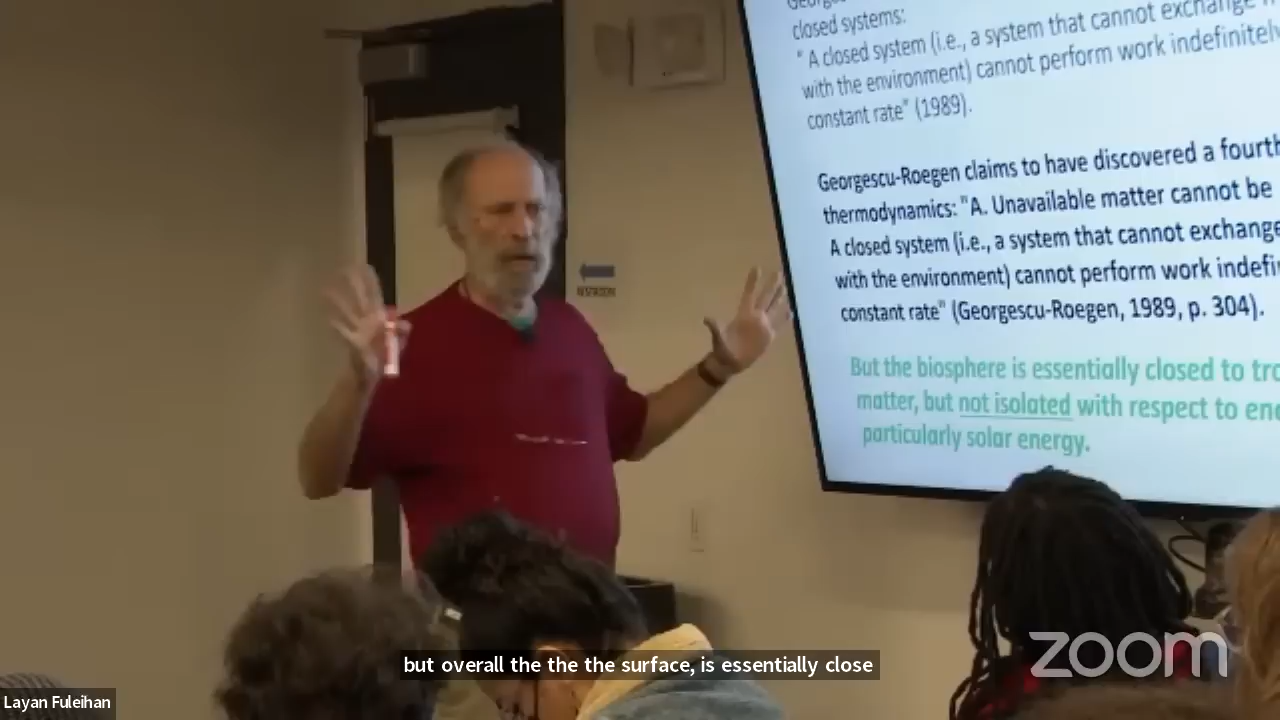 closed systems:
" A closed system (i.e., a system that cannot exchange
with the environment) cannot perform work indefinitely
constant rate" (1989).
Georgescu-Roegen claims to have discovered a fourth
thermodynamics: "A. Unavailable matter cannot be
A closed system (i.e., a system that cannot exchange
with the environment) cannot perform work indefi
constant rate" (Georgescu-Roegen, 1989, p. 304).
But the biosphere is essentially closed to tra
matter, but not isolated with respect to ene
particularly solar energy.
RESTROOM
but overall the the the surface, is essentially close
zoom
Layan Fuleihan